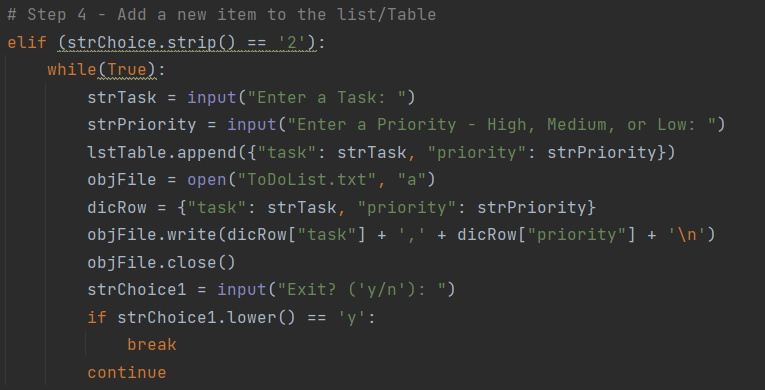 # Step 4 - Add a new item to the list/Table
elif (strChoice.strip() == '2'):
    while(True):
        strTask = input("Enter a Task: ")
        strPriority = input("Enter a Priority - High, Medium, or Low: ")
        lstTable.append({"task": strTask, "priority": strPriority})
        objFile = open("ToDoList.txt", "a")
        dicRow = {"task": strTask, "priority": strPriority}
        objFile.write(dicRow["task"] + ',' + dicRow["priority"] + '\n')
        objFile.close()
        strChoice1 = input("Exit? ('y/n'): ")
        if strChoice1.lower() == 'y':
            break
        continue